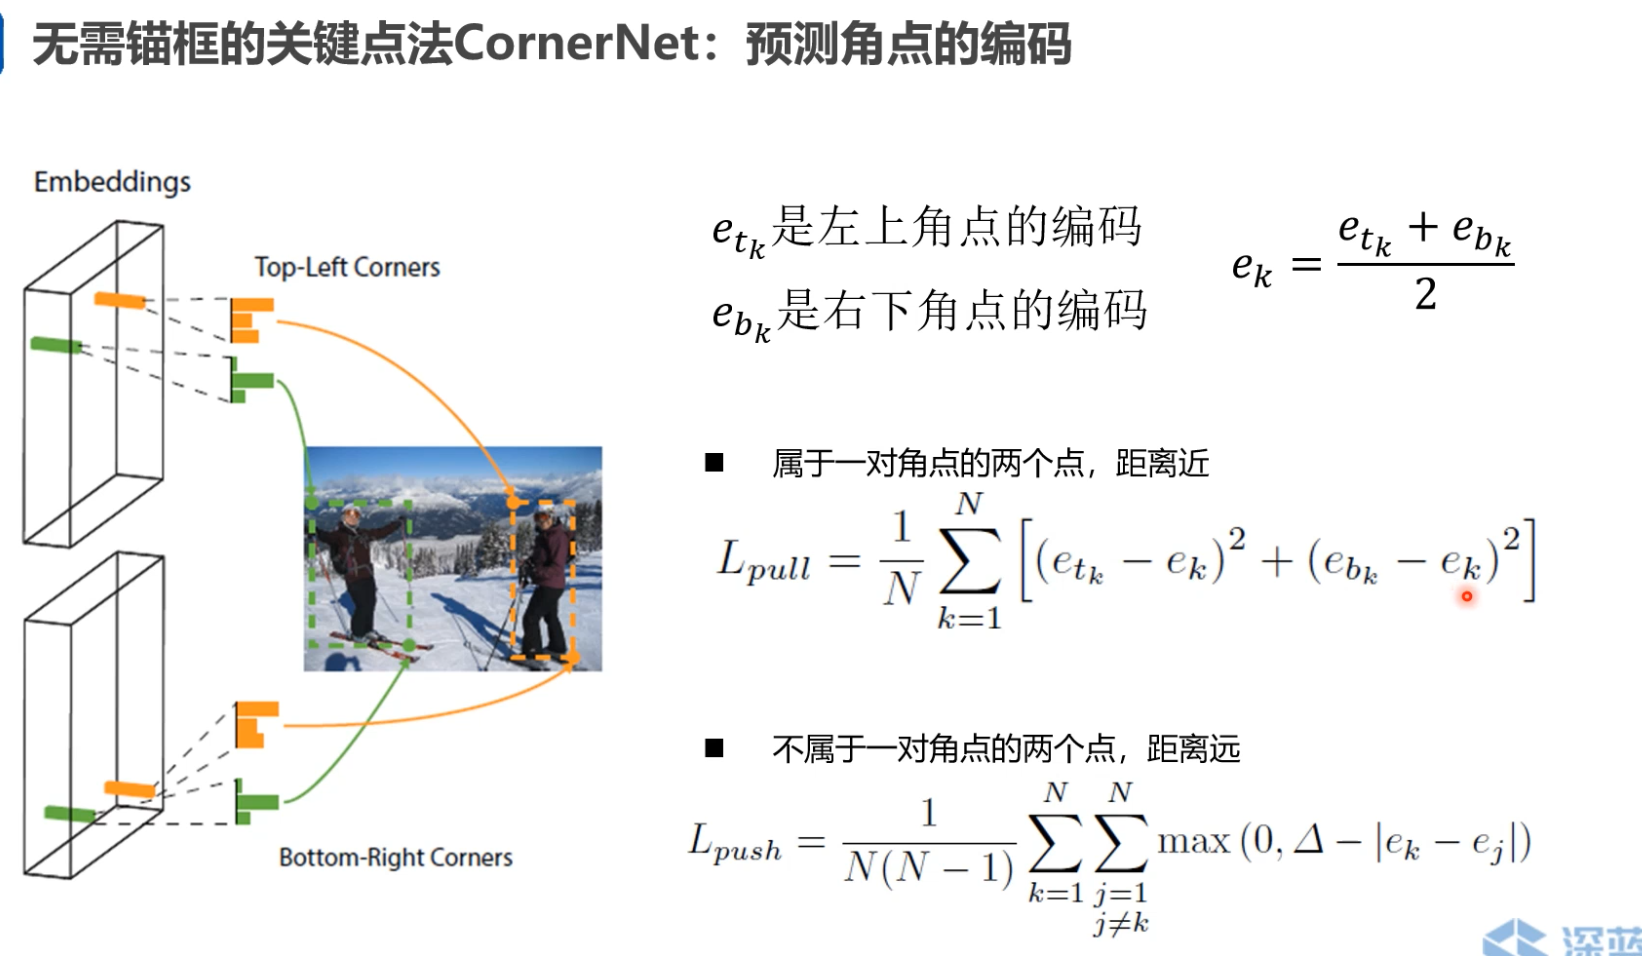 无需锚框的关键点法CornerNet：预测角点的编码
Embeddings
Top-Left Corners
Bottom-Right Corners
e_{t_k}是左上角点的编码
e_{b_k}是右下角点的编码
e_k = \frac{e_{t_k} + e_{b_k}}{2}
■ 属于一对角点的两个点，距离近
L_{pull} = \frac{1}{N} \sum_{k=1}^{N} \left[ (e_{t_k} - e_k)^2 + (e_{b_k} - e_k)^2 \right]
■ 不属于一对角点的两个点，距离远
L_{push} = \frac{1}{N(N-1)} \sum_{k=1}^{N} \sum_{\substack{j=1 \\ j \neq k}}^{N} \max (0, \Delta - |e_k - e_j|)
深蓝